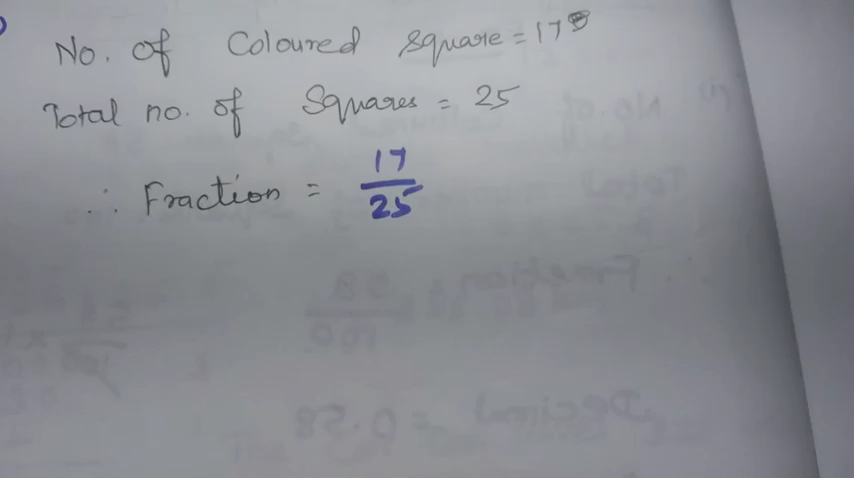 No. of Coloured square = 17
Total no. of Squares = 25
∴ Fraction = 17/25